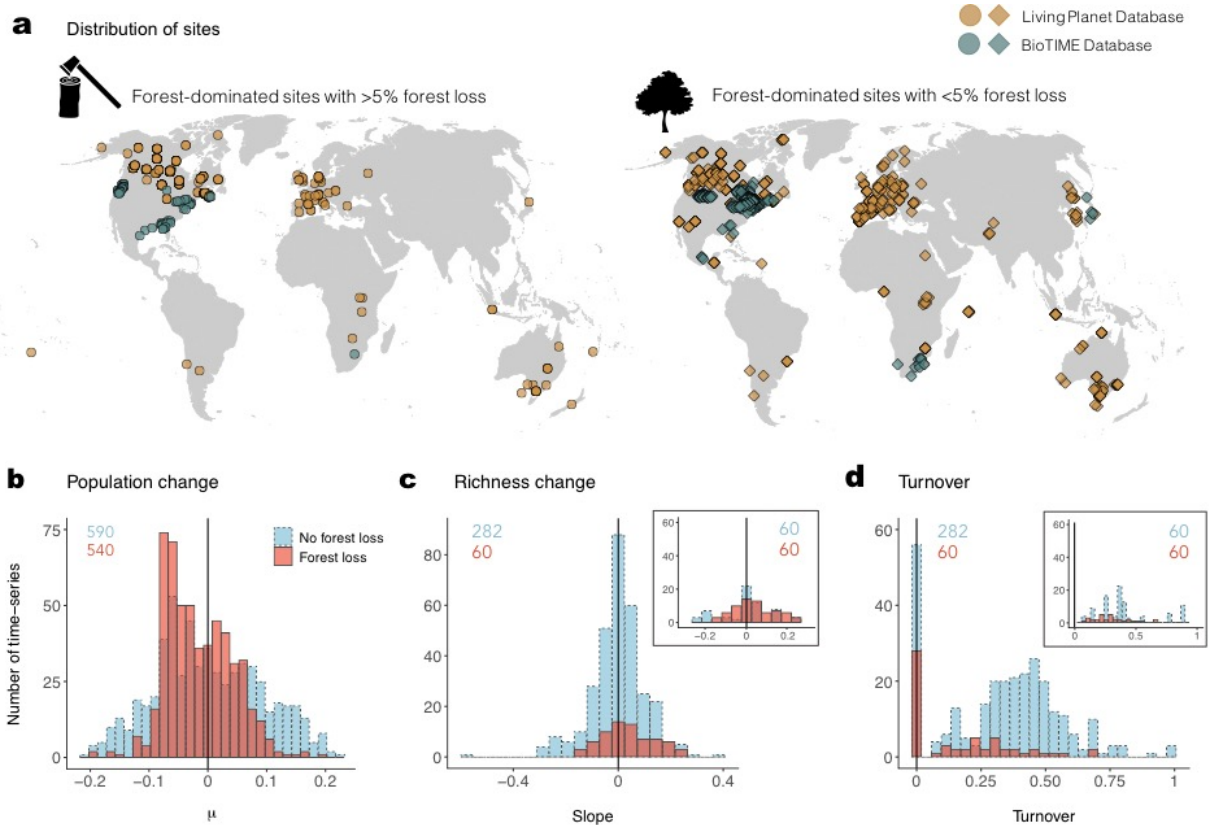 a Distribution of sites
LivingPlanet Database
BioTIME Database
Forest-dominated sites with >5% forest loss
Forest-dominated sites with <5% forest loss
b Population change
Number of time−series
75
50
25
0
590
540
No forest loss
Forest loss
−0.2 −0.1 0 0.1 0.2
μ
c Richness change
80
60
40
20
0
282
60
60
40
20
0
60
60
−0.2 0 0.2
−0.4 0 0.4
Slope
d Turnover
60
40
20
0
282
60
60
40
20
0
60
60
0 0.5 1
0 0.25 0.50 0.75 1
Turnover